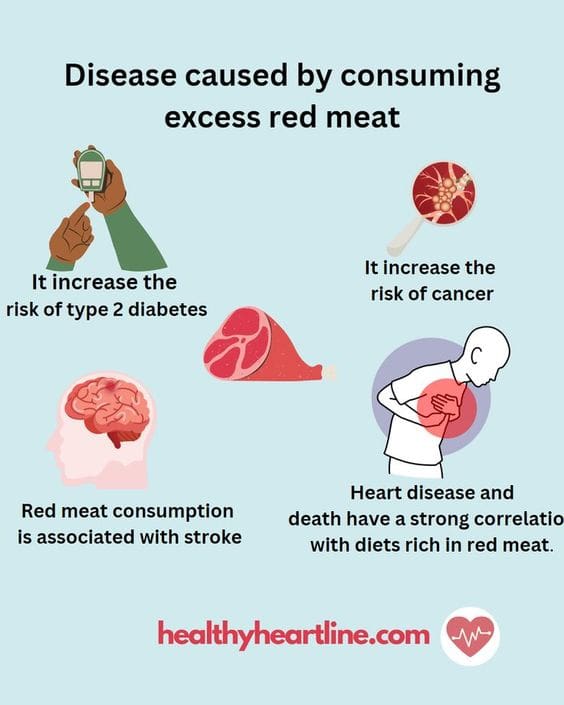 Disease caused by consuming
excess red meat
It increase the
risk of type 2 diabetes
It increase the
risk of cancer
Red meat consumption
is associated with stroke
Heart disease and
death have a strong correlatio
with diets rich in red meat.
healthyheartline.com